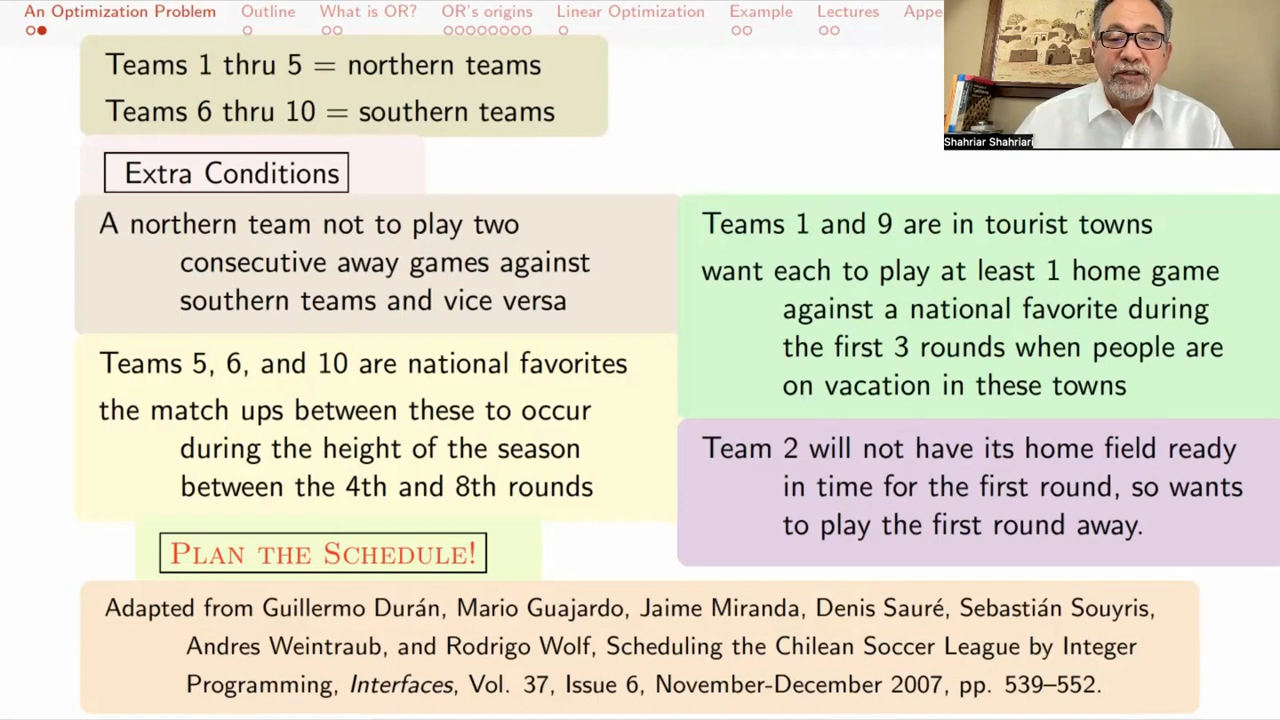 An Optimization Problem Outline What is OR? OR's origins Linear Optimization Example Lectures Appe
Teams 1 thru 5 = northern teams
Teams 6 thru 10 = southern teams
Extra Conditions
A northern team not to play two
consecutive away games against
southern teams and vice versa
Teams 5, 6, and 10 are national favorites
the match ups between these to occur
during the height of the season
between the 4th and 8th rounds
Teams 1 and 9 are in tourist towns
want each to play at least 1 home game
against a national favorite during
the first 3 rounds when people are
on vacation in these towns
Team 2 will not have its home field ready
in time for the first round, so wants
to play the first round away.
PLAN THE SCHEDULE!
Adapted from Guillermo Durán, Mario Guajardo, Jaime Miranda, Denis Sauré, Sebastián Souyris,
Andres Weintraub, and Rodrigo Wolf, Scheduling the Chilean Soccer League by Integer
Programming, Interfaces, Vol. 37, Issue 6, November-December 2007, pp. 539–552.
Shahriar Shahriari